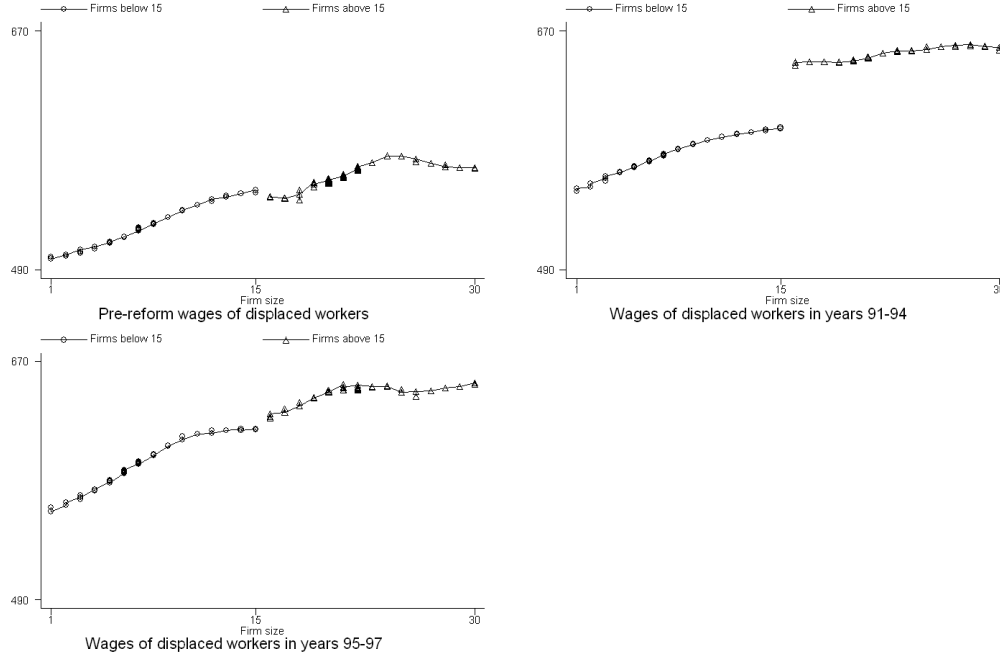 Firms below 15 Firms above 15
670
490
1 15 30
Firm size
Pre-reform wages of displaced workers
Firms below 15 Firms above 15
670
490
1 15
Firm size
Wages of displaced workers in years 91-94
Firms below 15 Firms above 15
670
490
1 15 30
Firm size
Wages of displaced workers in years 95-97